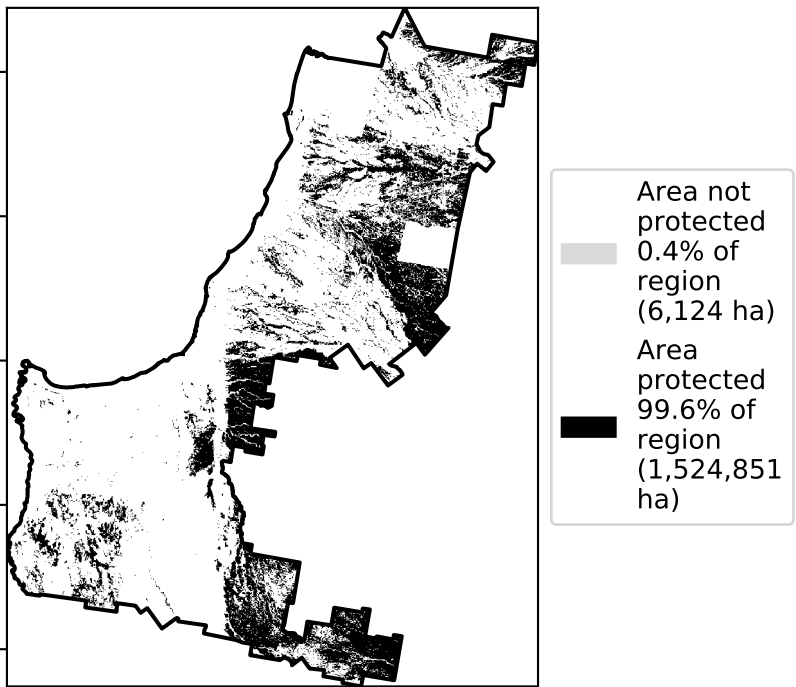 Area not
protected
0.4% of
region
(6,124 ha)
Area
protected
99.6% of
region
(1,524,851
ha)